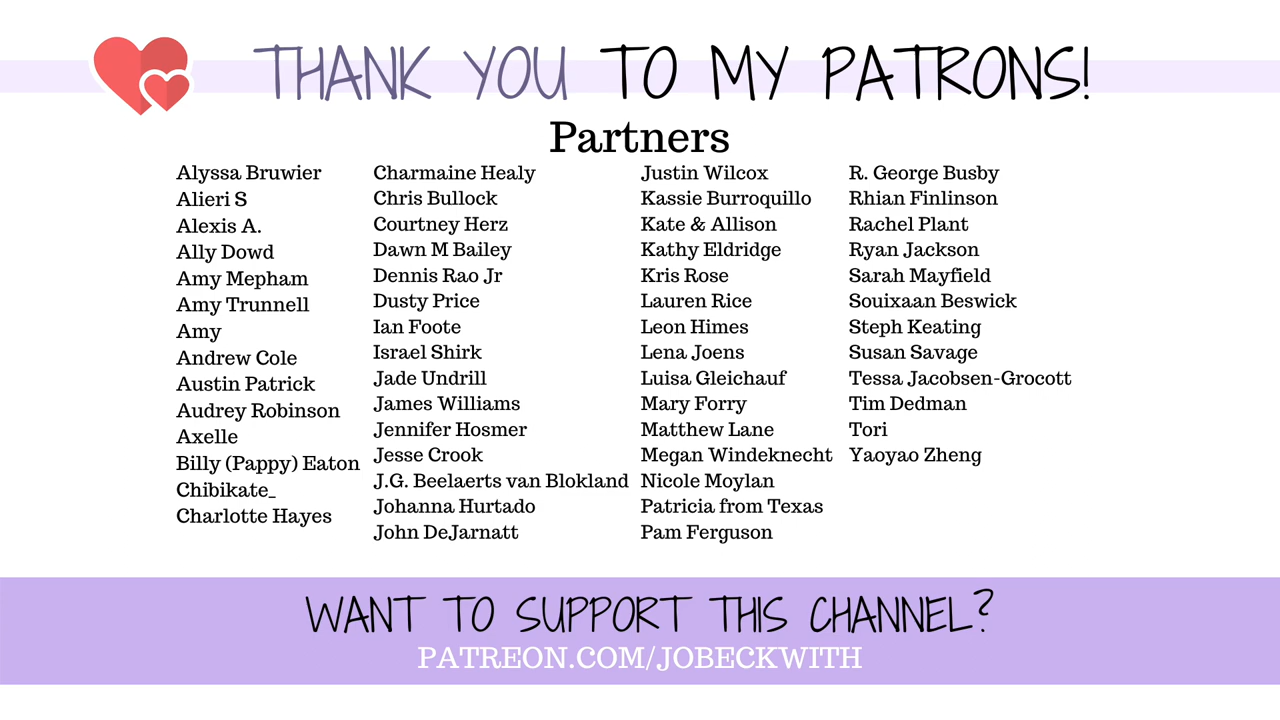 THANK YOU TO MY PATRONS!
Partners
Alyssa Bruwier
Alieri S
Alexis A.
Ally Dowd
Amy Mepham
Amy Trunnell
Amy
Andrew Cole
Austin Patrick
Audrey Robinson
Axelle
Billy (Pappy) Eaton
Chibikate_
Charlotte Hayes
Charmaine Healy
Chris Bullock
Courtney Herz
Dawn M Bailey
Dennis Rao Jr
Dusty Price
Ian Foote
Israel Shirk
Jade Undrill
James Williams
Jennifer Hosmer
Jesse Crook
J.G. Beelaerts van Blokland
Johanna Hurtado
John DeJarnatt
Justin Wilcox
Kassie Burroquillo
Kate & Allison
Kathy Eldridge
Kris Rose
Lauren Rice
Leon Himes
Lena Joens
Luisa Gleichauf
Mary Forry
Matthew Lane
Megan Windeknecht
Nicole Moylan
Patricia from Texas
Pam Ferguson
R. George Busby
Rhian Finlinson
Rachel Plant
Ryan Jackson
Sarah Mayfield
Souixaan Beswick
Steph Keating
Susan Savage
Tessa Jacobsen-Grocott
Tim Dedman
Tori
Yaoyao Zheng
WANT TO SUPPORT THIS CHANNEL?
PATREON.COM/JOBECKWITH